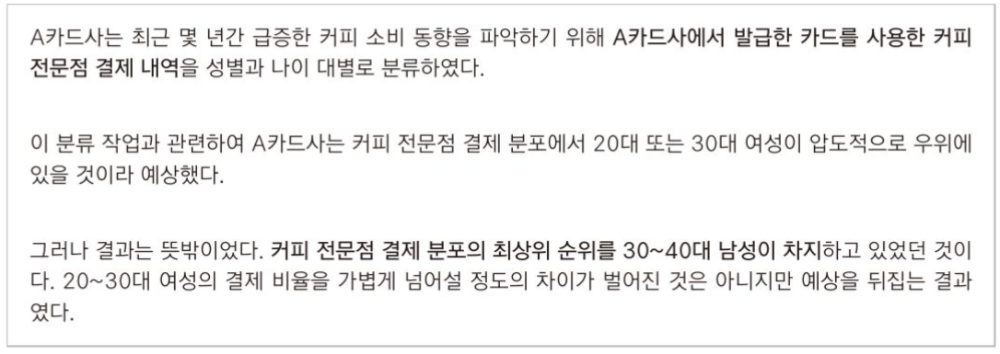 A카드사는 최근 몇 년간 급증한 커피 소비 동향을 파악하기 위해 A카드사에서 발급한 카드를 사용한 커피
전문점 결제 내역을 성별과 나이 대별로 분류하였다.
이 분류 작업과 관련하여 A카드사는 커피 전문점 결제 분포에서 20대 또는 30대 여성이 압도적으로 우위에
있을 것이라 예상했다.
그러나 결과는 뜻밖이었다. 커피 전문점 결제 분포의 최상위 순위를 30~40대 남성이 차지하고 있었던 것이
다. 20~30대 여성의 결제 비율을 가볍게 넘어설 정도의 차이가 벌어진 것은 아니지만 예상을 뒤집는 결과
였다.